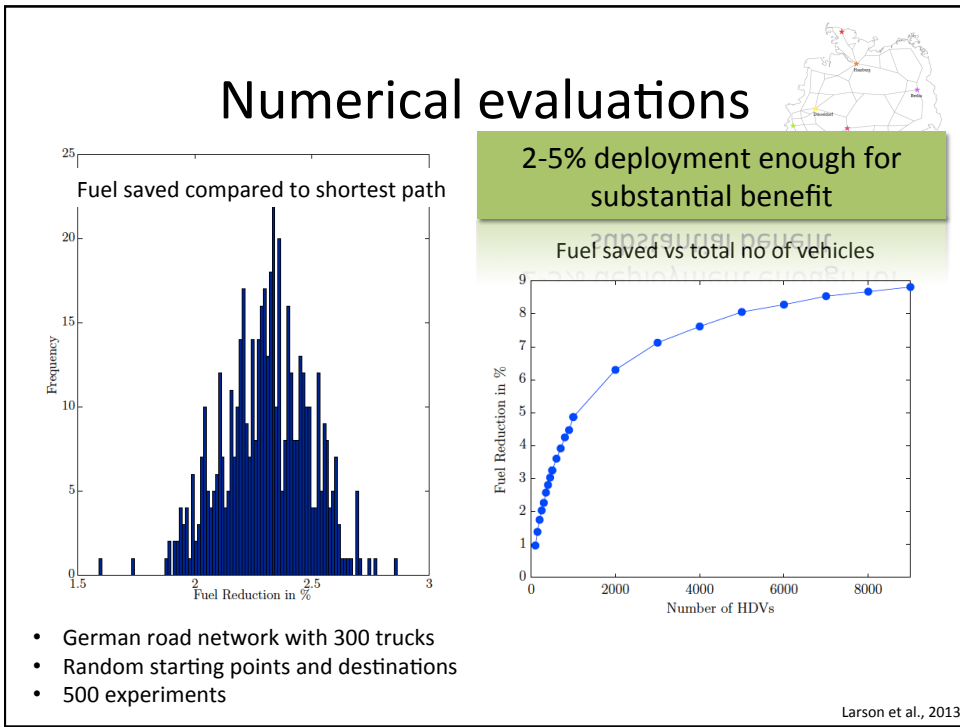 Numerical evaluations
Hamburg
Berlin
Düsseldorf
2-5% deployment enough for
substantial benefit
Fuel saved compared to shortest path
25
20
15
10
5
0
Frequency
1.5
2
2.5
3
Fuel Reduction in %
Fuel saved vs total no of vehicles
9
8
7
6
5
4
3
2
1
0
Fuel Reduction in %
0
2000
4000
6000
8000
Number of HDVs
• German road network with 300 trucks
• Random starting points and destinations
• 500 experiments
Larson et al., 2013